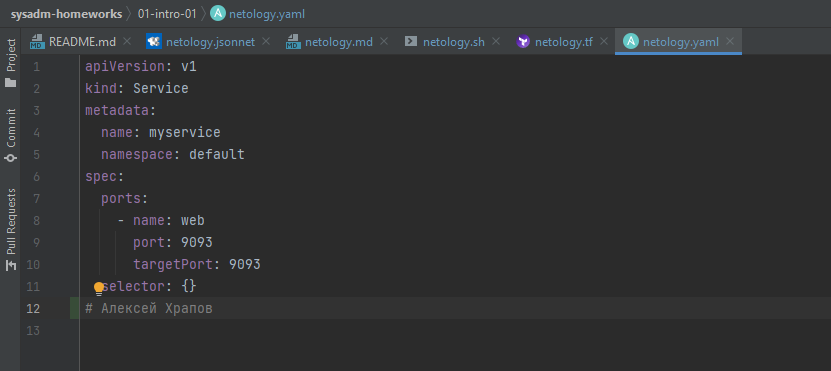 sysadm-homeworks 01-intro-01 netology.yaml
README.md netology.jsonnet netology.md netology.sh netology.tf netology.yaml
Project
Commit
Pull Requests
1 apiVersion: v1
2 kind: Service
3 metadata:
4   name: myservice
5   namespace: default
6 spec:
7   ports:
8     - name: web
9       port: 9093
10       targetPort: 9093
11   selector: {}
12 # Алексей Храпов
13